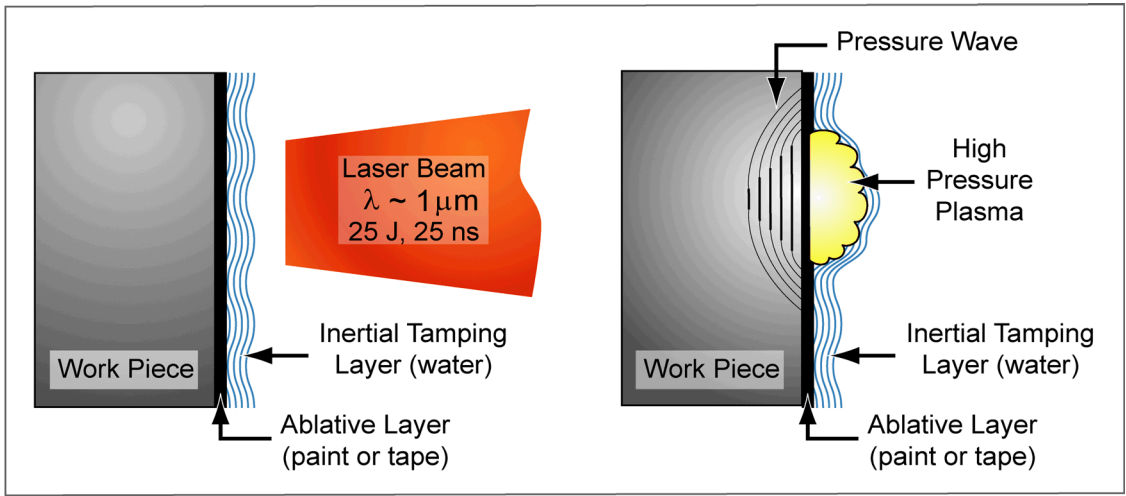 Laser Beam
λ ~ 1μm
25 J, 25 ns
Inertial Tamping
Layer (water)
Work Piece
Ablative Layer
(paint or tape)
Pressure Wave
High
Pressure
Plasma
Inertial Tamping
Layer (water)
Work Piece
Ablative Layer
(paint or tape)